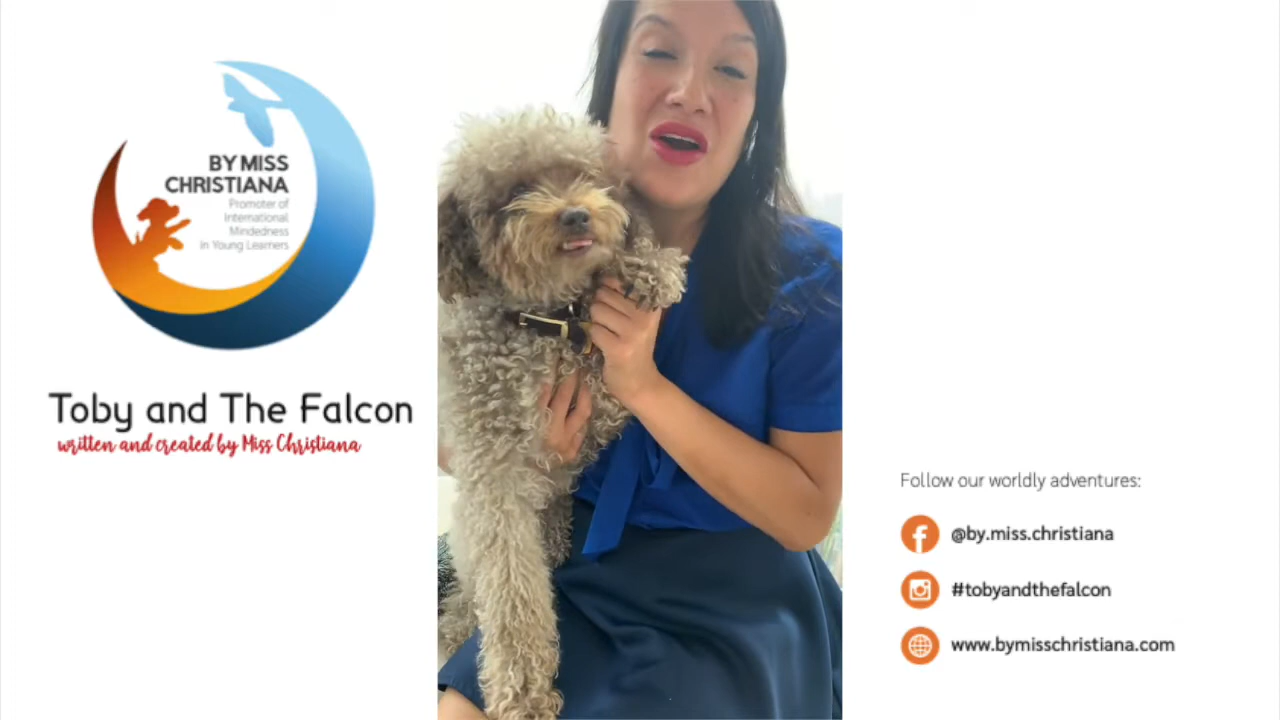 BY MISS
CHRISTIANA
Promoter of
International
Mindedness
in Young Learners
Toby and The Falcon
written and created by Miss Christiana
Follow our worldly adventures:
@by.miss.christiana
#tobyandthefalcon
www.bymisschristiana.com